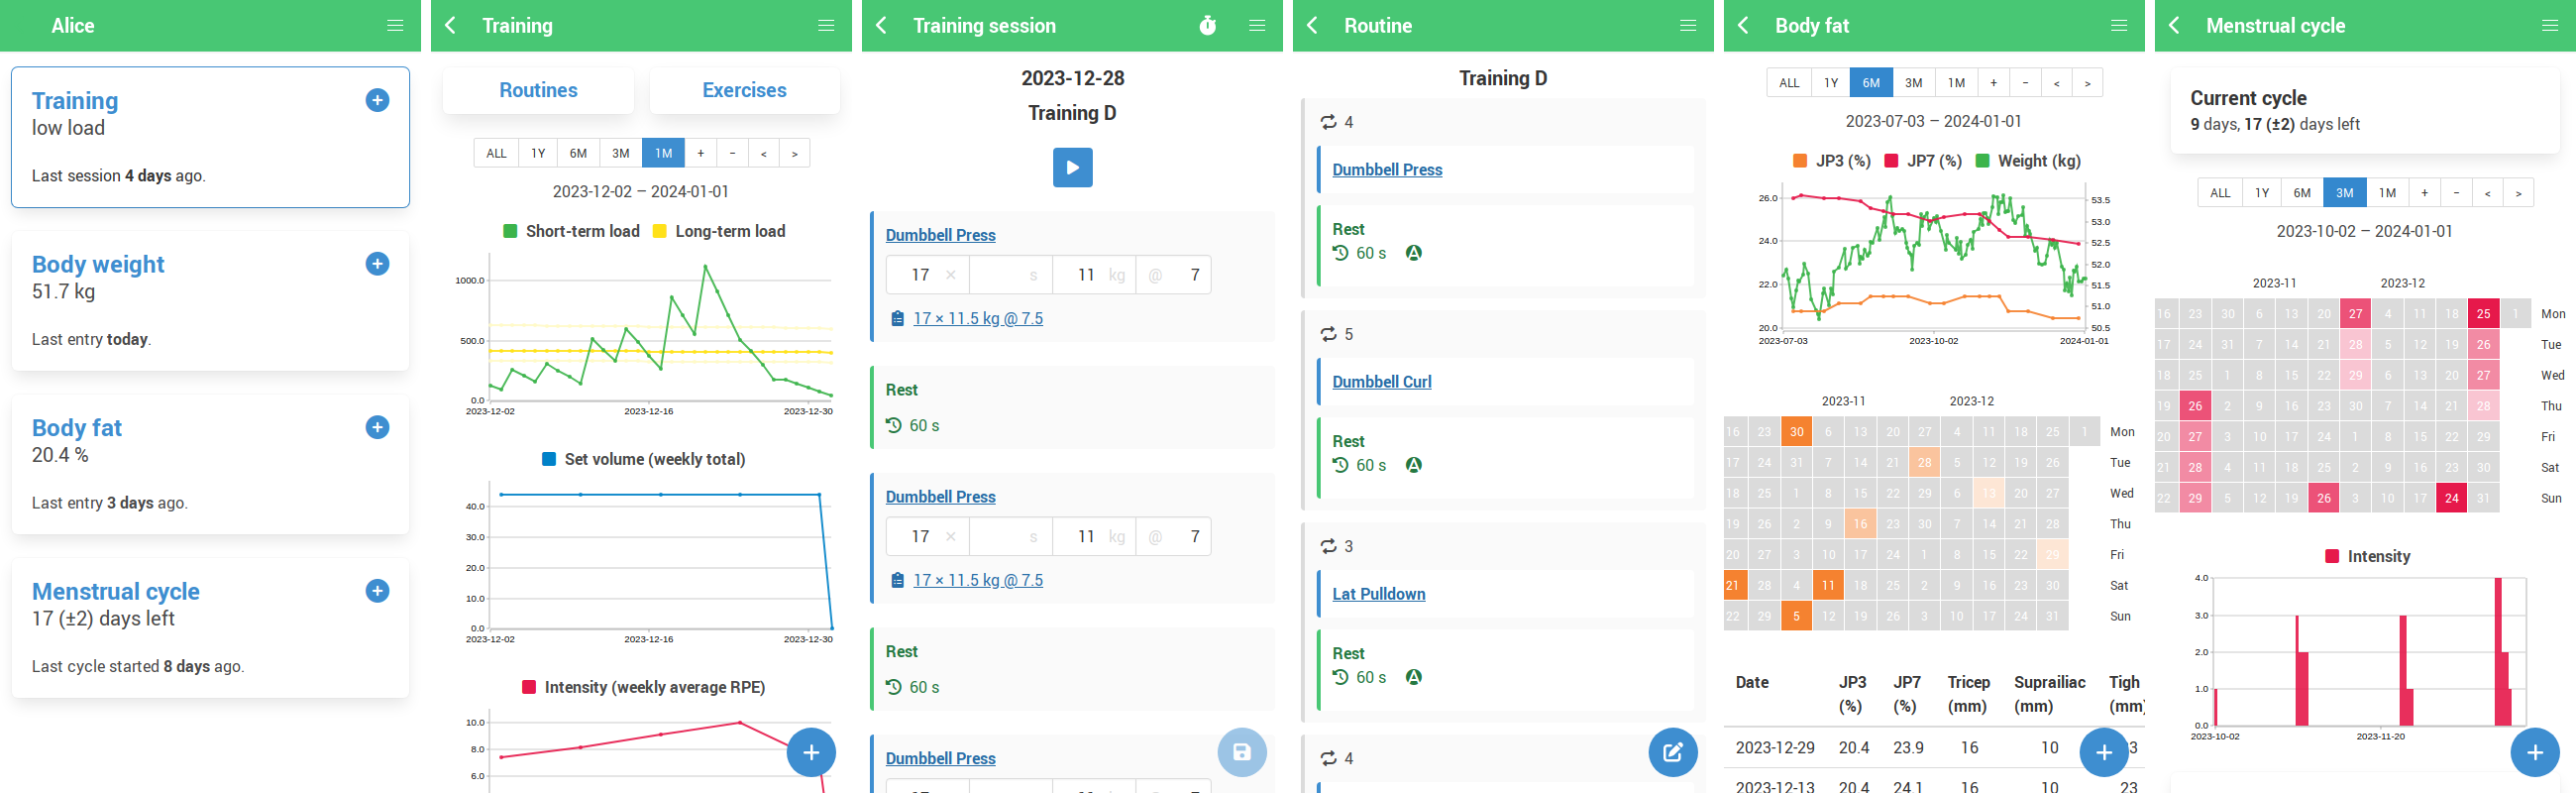 Alice
Training
low load
Last session 4 days ago.
Body weight
51.7 kg
Last entry today.
Body fat
20.4 %
Last entry 3 days ago.
Menstrual cycle
17 (±2) days left
Last cycle started 8 days ago.
Training
Routines Exercises
ALL 1Y 6M 3M 1M + − < >
2023-12-02 – 2024-01-01
Short-term load Long-term load
1000.0
500.0
0.0
2023-12-02 2023-12-16 2023-12-30
Set volume (weekly total)
40.0
30.0
20.0
10.0
0.0
2023-12-02 2023-12-16 2023-12-30
Intensity (weekly average RPE)
10.0
8.0
6.0
Training session
2023-12-28
Training D
Dumbbell Press
17 × s 11 kg @ 7
17 × 11.5 kg @ 7.5
Rest
60 s
Dumbbell Press
17 × s 11 kg @ 7
17 × 11.5 kg @ 7.5
Rest
60 s
Dumbbell Press
Routine
Training D
4
Dumbbell Press
Rest
60 s A
5
Dumbbell Curl
Rest
60 s A
3
Lat Pulldown
Rest
60 s A
4
Body fat
ALL 1Y 6M 3M 1M + − < >
2023-07-03 – 2024-01-01
JP3 (%) JP7 (%) Weight (kg)
26.0 53.5
53.0
24.0 52.5
52.0
22.0 51.5
51.0
20.0 50.5
2023-07-03 2023-10-02 2024-01-01
2023-11 2023-12
16 23 30 6 13 20 27 4 11 18 25 1 Mon
17 24 31 7 14 21 28 5 12 19 26 Tue
18 25 1 8 15 22 29 6 13 20 27 Wed
19 26 2 9 16 23 30 7 14 21 28 Thu
20 27 3 10 17 24 1 8 15 22 29 Fri
21 28 4 11 18 25 2 9 16 23 30 Sat
22 29 5 12 19 26 3 10 17 24 31 Sun
Date JP3 JP7 Tricep Suprailiac Tigh
(%) (%) (mm) (mm) (mm)
2023-12-29 20.4 23.9 16 10 3
2023-12-13 20.4 24.1 16 10 23
Menstrual cycle
Current cycle
9 days, 17 (±2) days left
ALL 1Y 6M 3M 1M + − < >
2023-10-02 – 2024-01-01
2023-11 2023-12
16 23 30 6 13 20 27 4 11 18 25 1 Mon
17 24 31 7 14 21 28 5 12 19 26 Tue
18 25 1 8 15 22 29 6 13 20 27 Wed
19 26 2 9 16 23 30 7 14 21 28 Thu
20 27 3 10 17 24 1 8 15 22 29 Fri
21 28 4 11 18 25 2 9 16 23 30 Sat
22 29 5 12 19 26 3 10 17 24 31 Sun
Intensity
4.0
3.0
2.0
1.0
0.0
2023-10-02 2023-11-20